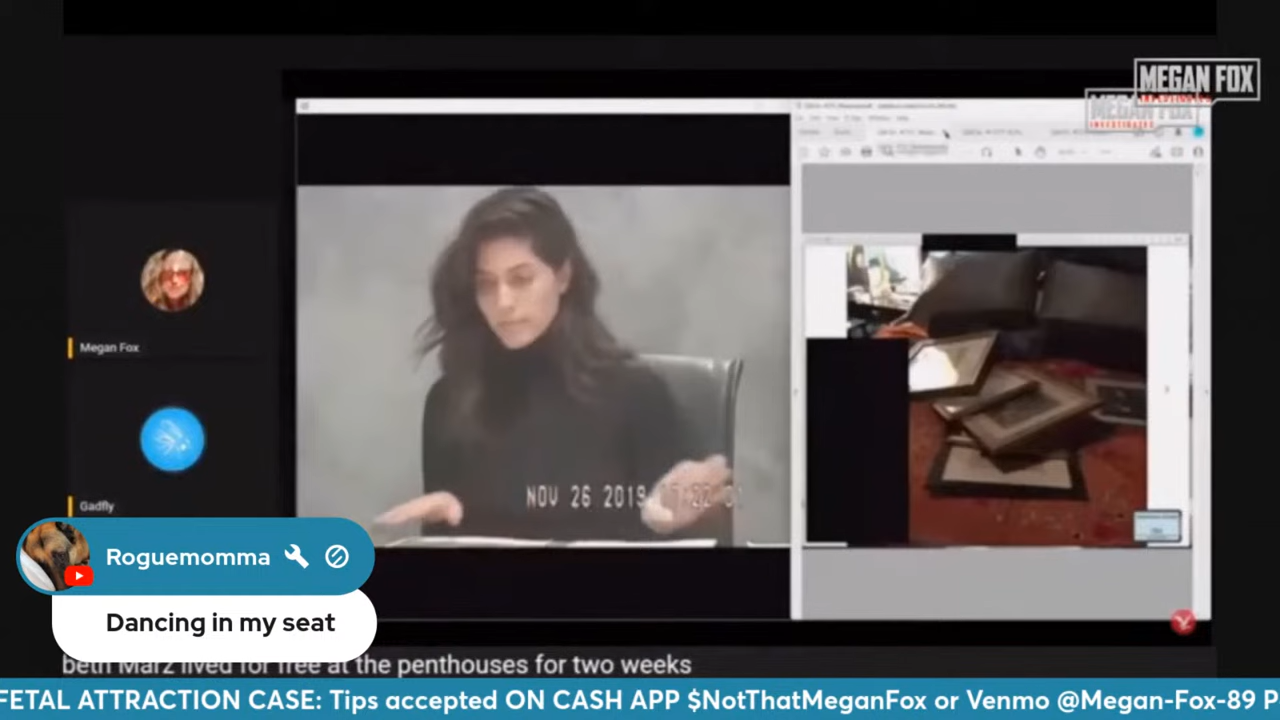 MEGAN FOX
INVESTIGATES
Megan Fox
NOV 26 2019
Gadfly
Roguemomma
Dancing in my seat
beth Marz lived for free at the penthouses for two weeks
FETAL ATTRACTION CASE: Tips accepted ON CASH APP $NotThatMeganFox or Venmo @Megan-Fox-89 P